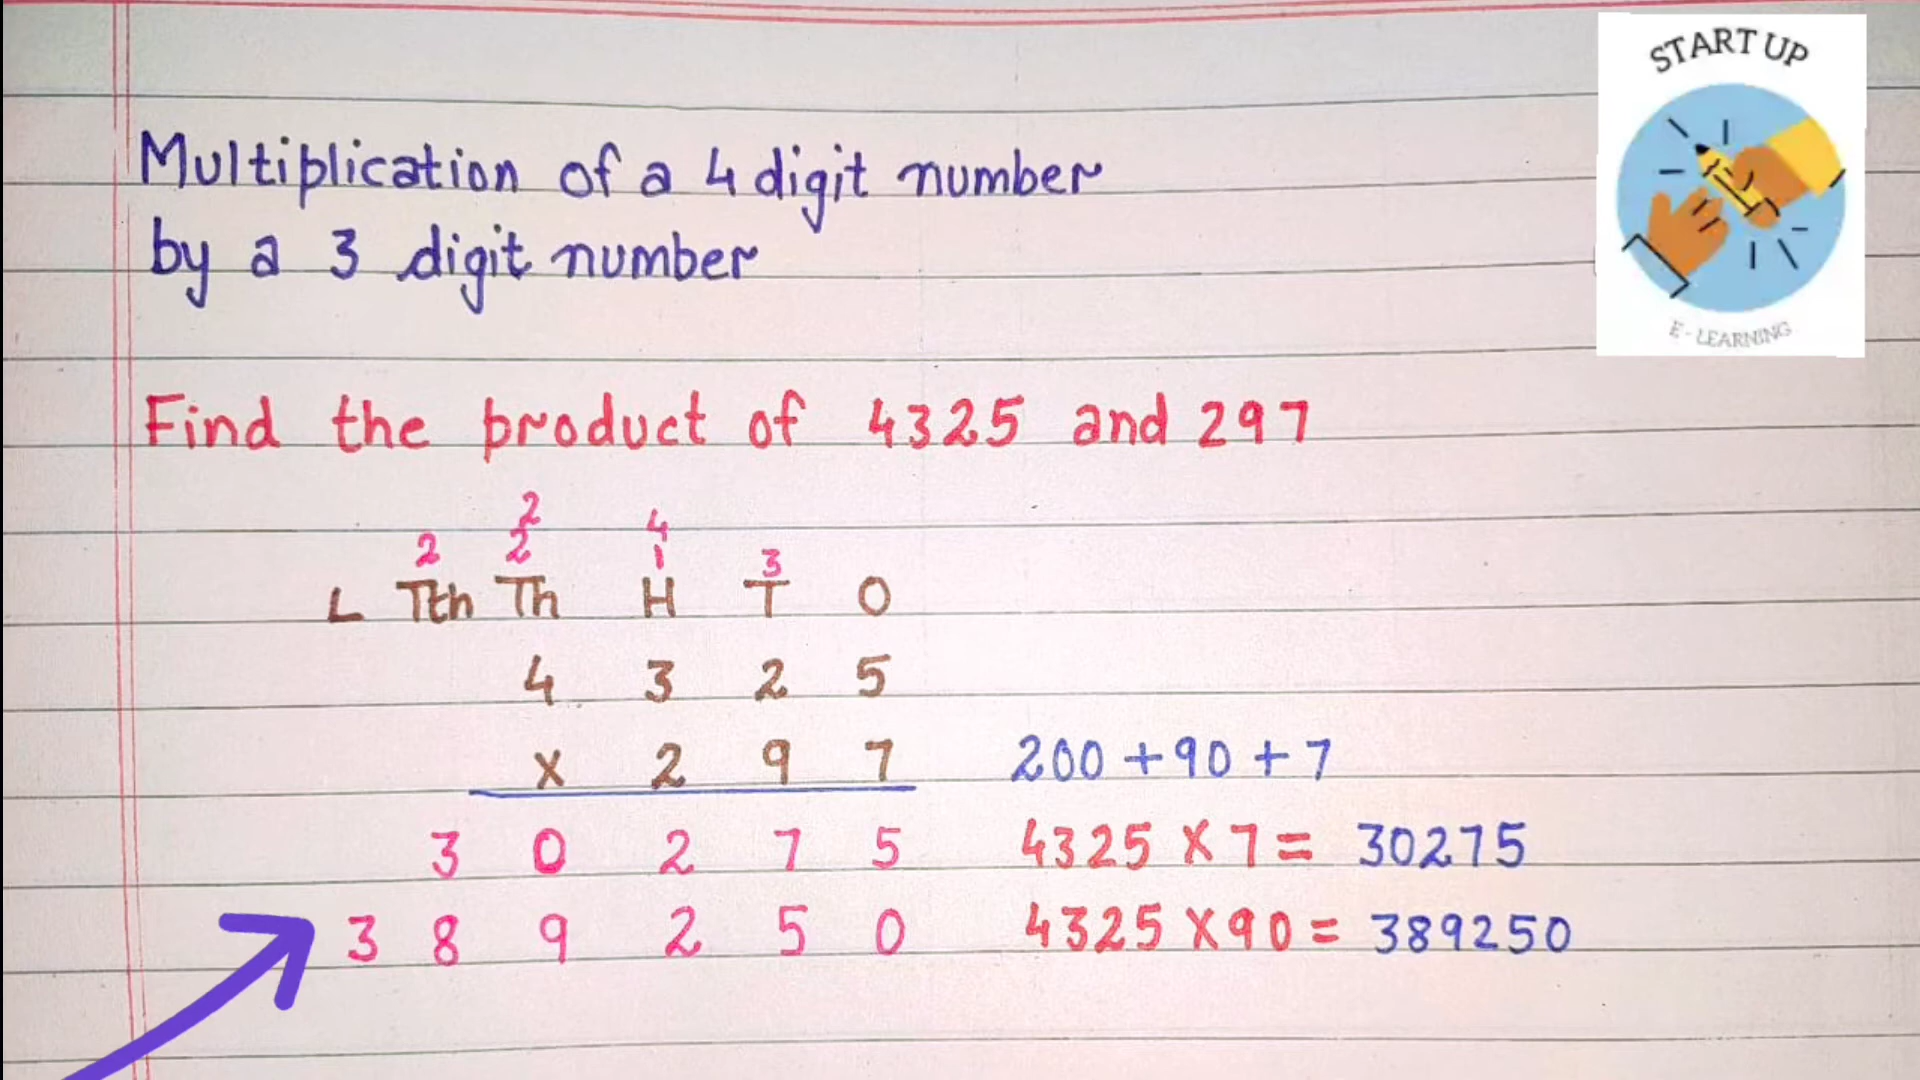 START UP
Multiplication of a 4 digit number
by a 3 digit number
E - LEARNING
Find the product of 4325 and 297
2 4
2 2 1 3
L Tth Th H T O
4 3 2 5
x 2 9 7 200 + 90 + 7
3 0 2 7 5 4325 x 7 = 30275
3 8 9 2 5 0 4325 x 90 = 389250